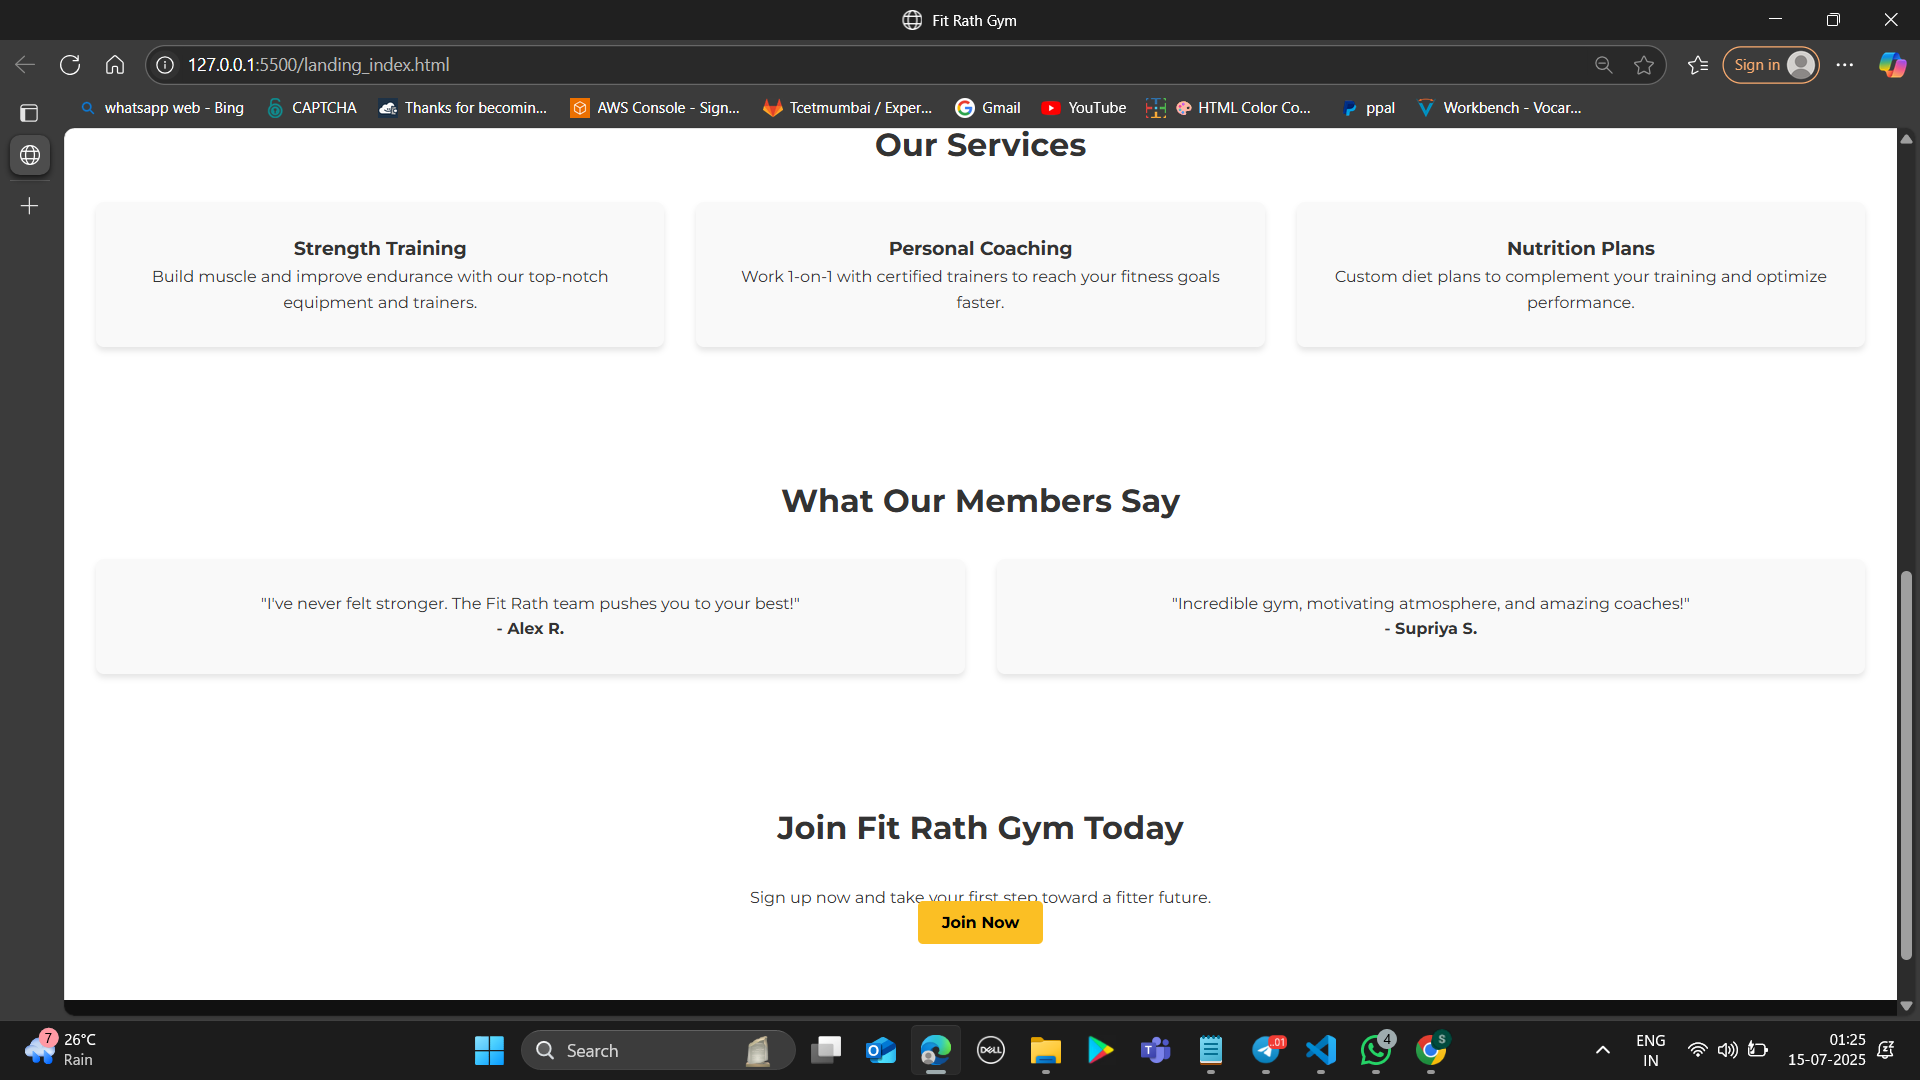 Fit Rath Gym
127.0.0.1:5500/landing_index.html
Sign in
whatsapp web - Bing
CAPTCHA
Thanks for becomin...
AWS Console - Sign...
Tcetmumbai / Exper...
Gmail
YouTube
HTML Color Co...
ppal
Workbench - Vocar...
Our Services
Strength Training
Build muscle and improve endurance with our top-notch
equipment and trainers.
Personal Coaching
Work 1-on-1 with certified trainers to reach your fitness goals
faster.
Nutrition Plans
Custom diet plans to complement your training and optimize
performance.
What Our Members Say
"I've never felt stronger. The Fit Rath team pushes you to your best!"
- Alex R.
"Incredible gym, motivating atmosphere, and amazing coaches!"
- Supriya S.
Join Fit Rath Gym Today
Sign up now and take your first step toward a fitter future.
Join Now
7
26°C
Rain
Search
DELL
.01
4
S
ENG
IN
01:25
15-07-2025